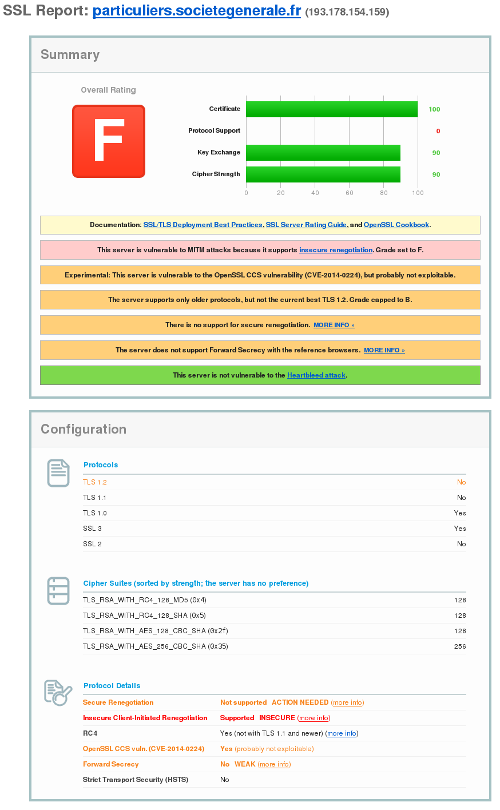 SSL Report: particuliers.societegenerale.fr (193.178.154.159)
Summary
Overall Rating
F
Certificate 100
Protocol Support 0
Key Exchange 90
Cipher Strength 90
0 20 40 60 80 100
Documentation: SSL/TLS Deployment Best Practices, SSL Server Rating Guide, and OpenSSL Cookbook.
This server is vulnerable to MITM attacks because it supports insecure renegotiation. Grade set to F.
Experimental: This server is vulnerable to the OpenSSL CCS vulnerability (CVE-2014-0224), but probably not exploitable.
The server supports only older protocols, but not the current best TLS 1.2. Grade capped to B.
There is no support for secure renegotiation. MORE INFO »
The server does not support Forward Secrecy with the reference browsers. MORE INFO »
This server is not vulnerable to the Heartbleed attack.
Configuration
Protocols
TLS 1.2 No
TLS 1.1 No
TLS 1.0 Yes
SSL 3 Yes
SSL 2 No
Cipher Suites (sorted by strength; the server has no preference)
TLS_RSA_WITH_RC4_128_MD5 (0x4) 128
TLS_RSA_WITH_RC4_128_SHA (0x5) 128
TLS_RSA_WITH_AES_128_CBC_SHA (0x2f) 128
TLS_RSA_WITH_AES_256_CBC_SHA (0x35) 256
Protocol Details
Secure Renegotiation Not supported ACTION NEEDED (more info)
Insecure Client-Initiated Renegotiation Supported INSECURE (more info)
RC4 Yes (not with TLS 1.1 and newer) (more info)
OpenSSL CCS vuln. (CVE-2014-0224) Yes (probably not exploitable)
Forward Secrecy No WEAK (more info)
Strict Transport Security (HSTS) No